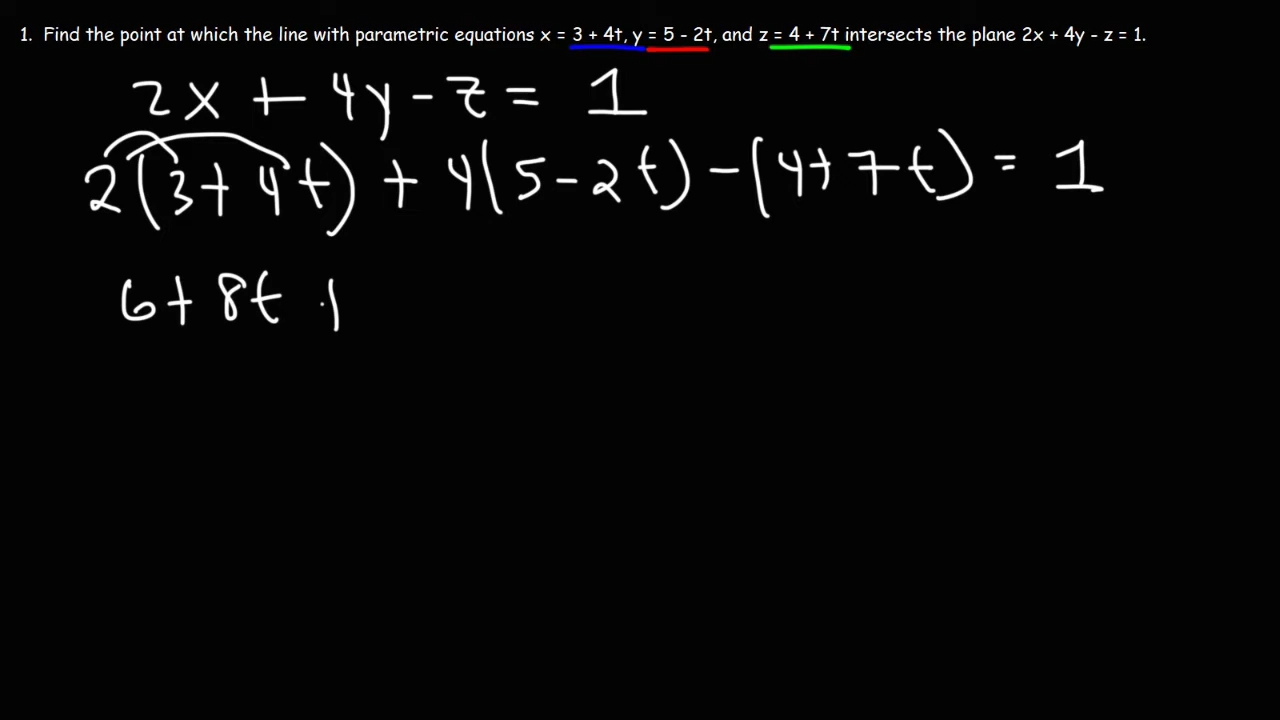 1. Find the point at which the line with parametric equations x = 3 + 4t, y = 5 - 2t, and z = 4 + 7t intersects the plane 2x + 4y - z = 1.
2x + 4y - z = 1
2(3 + 4t) + 4(5 - 2t) - (4 + 7t) = 1
6 + 8t